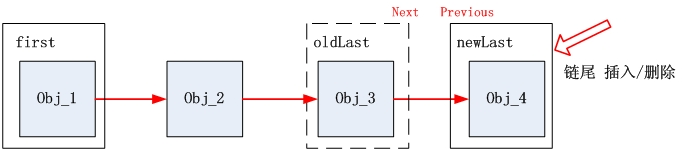 Next Previous
first
oldLast
newLast
链尾 插入/删除
Obj_1
Obj_2
Obj_3
Obj_4